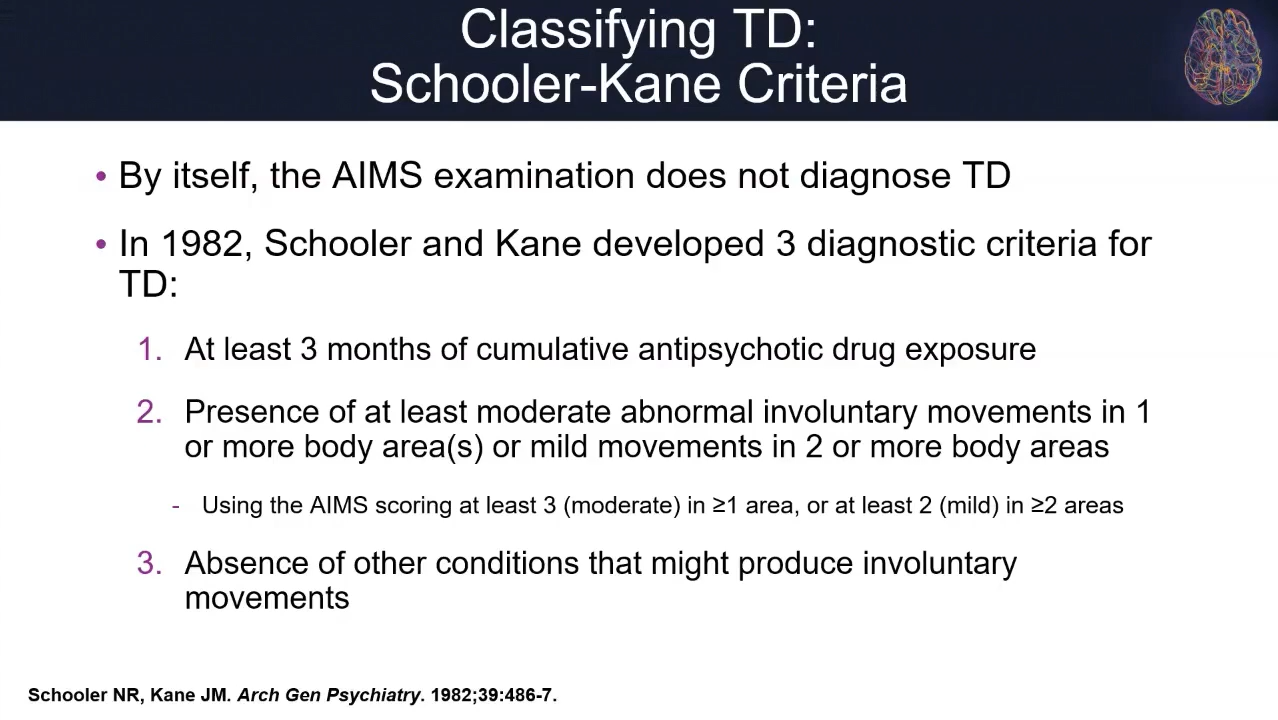 Classifying TD:
Schooler-Kane Criteria
• By itself, the AIMS examination does not diagnose TD
• In 1982, Schooler and Kane developed 3 diagnostic criteria for
TD:
1. At least 3 months of cumulative antipsychotic drug exposure
2. Presence of at least moderate abnormal involuntary movements in 1
or more body area(s) or mild movements in 2 or more body areas
- Using the AIMS scoring at least 3 (moderate) in ≥1 area, or at least 2 (mild) in ≥2 areas
3. Absence of other conditions that might produce involuntary
movements
Schooler NR, Kane JM. Arch Gen Psychiatry. 1982;39:486-7.